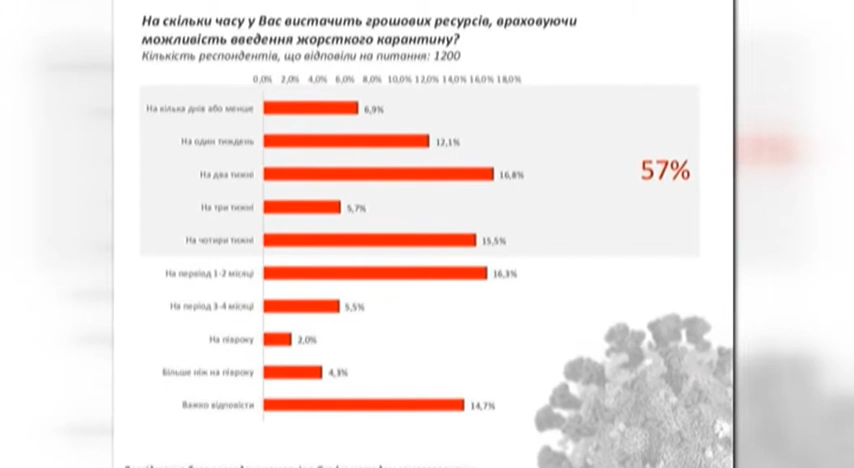 На скільки часу у Вас вистачить грошових ресурсів, враховуючи
можливість введення жорсткого карантину?
Кількість респондентів, що відповіли на питання: 1200
0,0% 2,0% 4,0% 6,0% 8,0% 10,0% 12,0% 14,0% 16,0% 18,0%
На кілька днів або менше 6,9%
На один тиждень 12,1%
На два тижні 16,8%
57%
На три тижні 5,7%
На чотири тижні 15,5%
На період 1-2 місяці 16,3%
На період 3-4 місяці 5,5%
На півроку 2,0%
Більше ніж на півроку 4,3%
Важко відповісти 14,7%